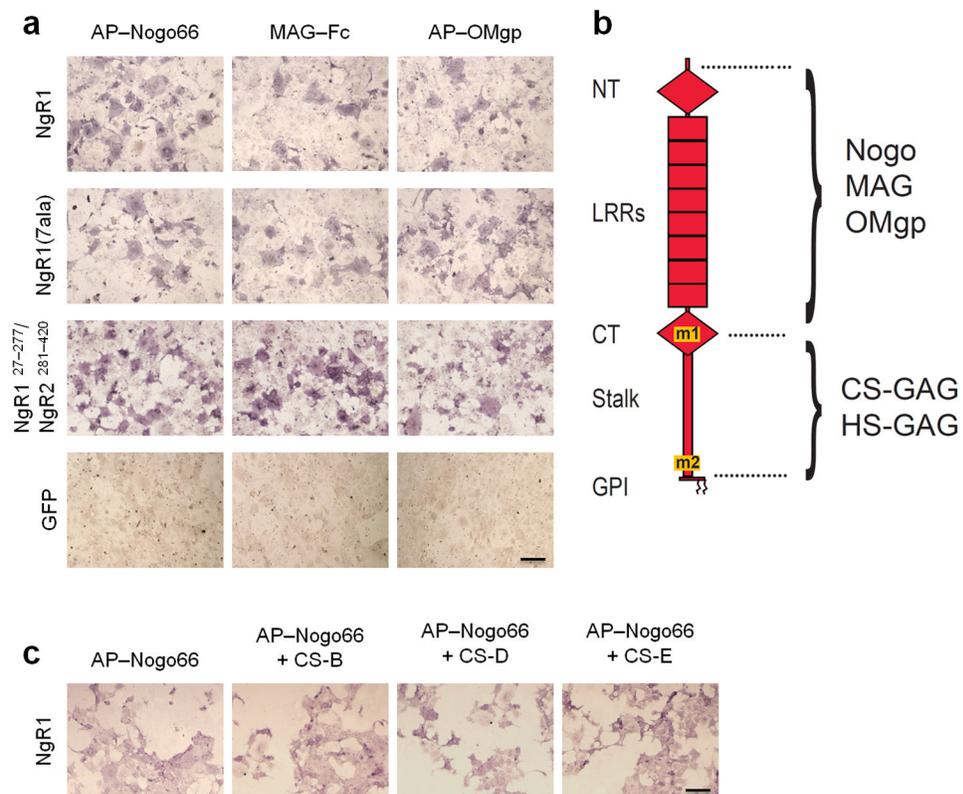 a
AP–Nogo66 MAG–Fc AP–OMgp
NgR1
NgR1(7ala)
NgR1 27–277/
NgR2 281–420
GFP
b
NT
LRRs
CT
m1
Stalk
m2
GPI
Nogo
MAG
OMgp
CS-GAG
HS-GAG
c
AP–Nogo66
AP–Nogo66
+ CS-B
AP–Nogo66
+ CS-D
AP–Nogo66
+ CS-E
NgR1